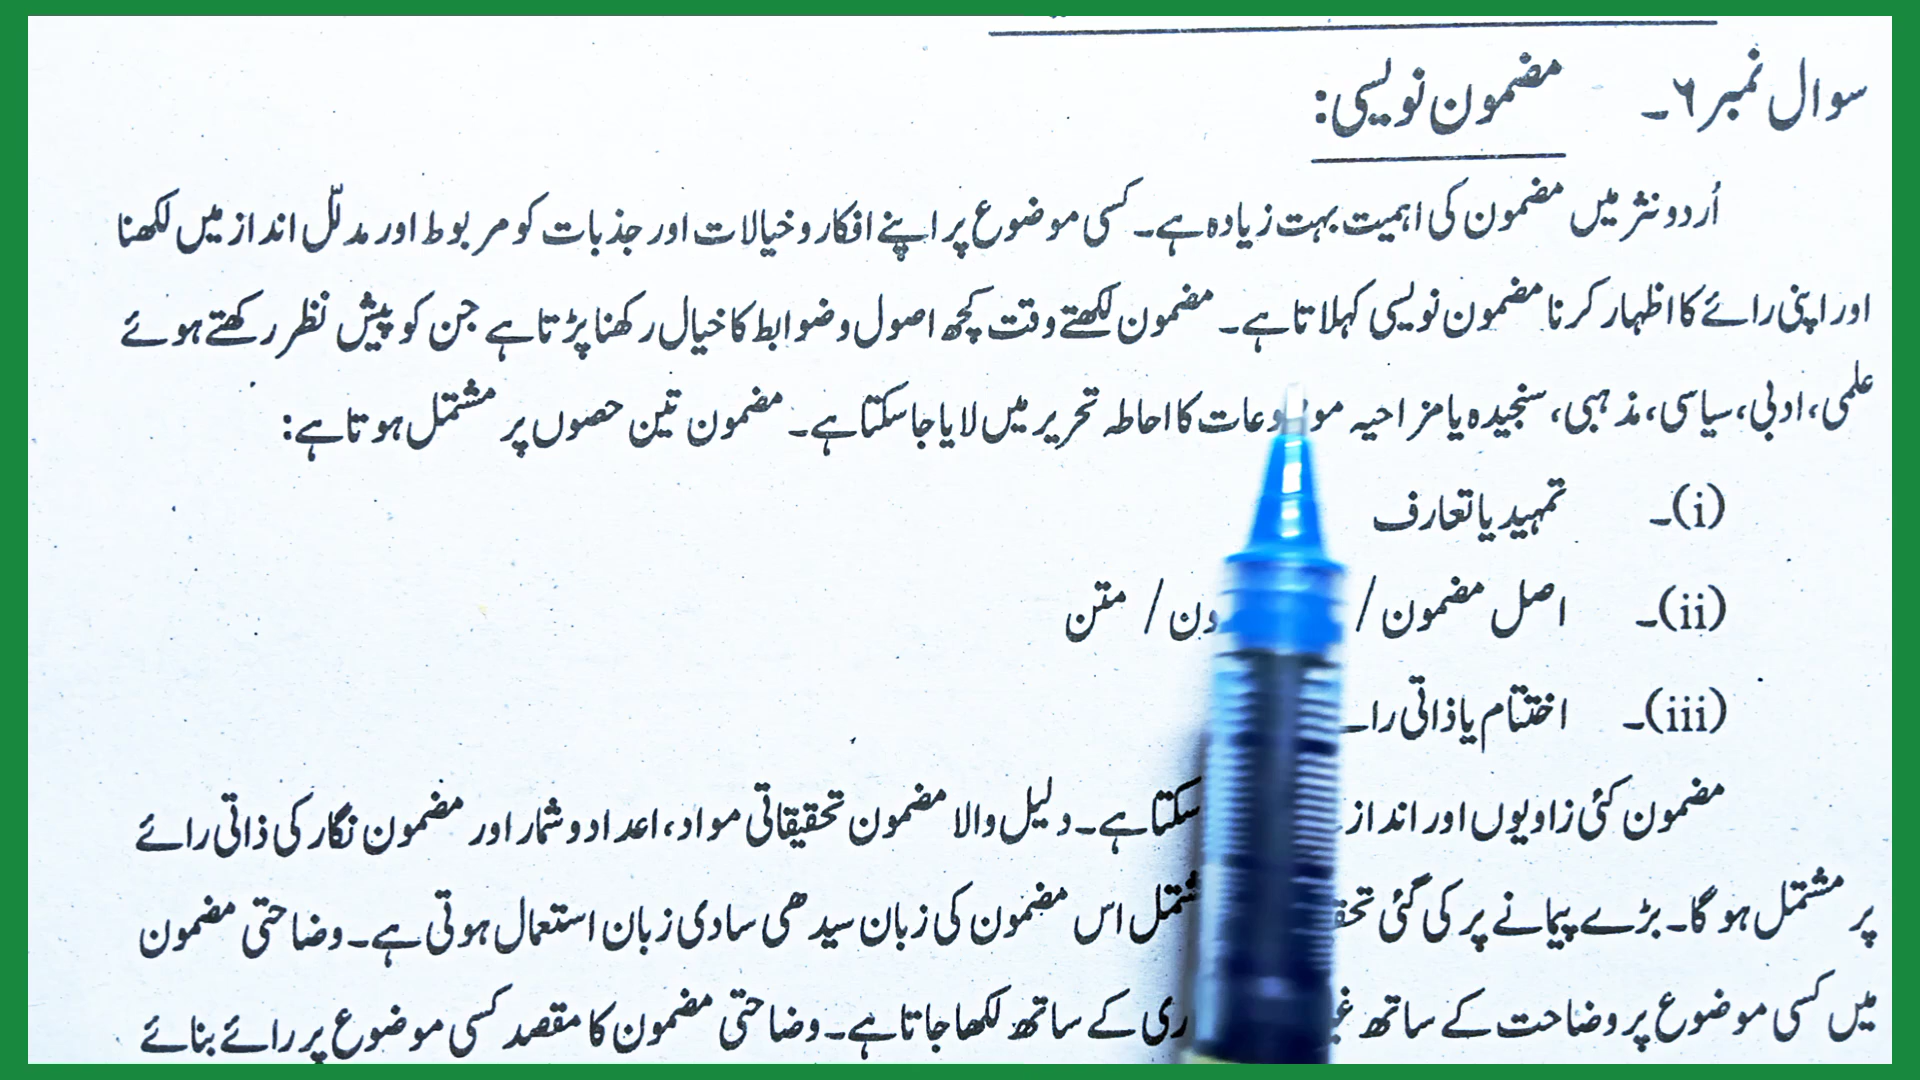 سوال نمبر ۶۔ مضمون نویسی:
اُردو نثر میں مضمون کی اہمیت بہت زیادہ ہے۔ کسی موضوع پر اپنے افکار و خیالات اور جذبات کو مربوط اور مدلّل انداز میں لکھنا
اور اپنی رائے کا اظہار کرنا مضمون نویسی کہلاتا ہے۔ مضمون لکھتے وقت کچھ اصول و ضوابط کا خیال رکھنا پڑتا ہے جن کو پیش نظر رکھتے ہوئے
علمی، ادبی، سیاسی، مذہبی، سنجیدہ یا مزاحیہ موضوعات کا احاطہ تحریر میں لایا جا سکتا ہے۔ مضمون تین حصوں پر مشتمل ہوتا ہے:
(i)۔ تمہید یا تعارف
(ii)۔ اصل مضمون / / متن
(iii)۔ اختتام یا ذاتی
مضمون کئی زاویوں اور انداز سکتا ہے۔ دلیل والا مضمون تحقیقاتی مواد، اعداد و شمار اور مضمون نگار کی ذاتی رائے
پر مشتمل ہو گا۔ بڑے پیمانے پر کی گئی اس مضمون کی زبان سیدھی سادی زبان استعمال ہوتی ہے۔ وضاحتی مضمون
میں کسی موضوع پر وضاحت کے ساتھ کے ساتھ لکھا جاتا ہے۔ وضاحتی مضمون کا مقصد کسی موضوع پر رائے بنائے